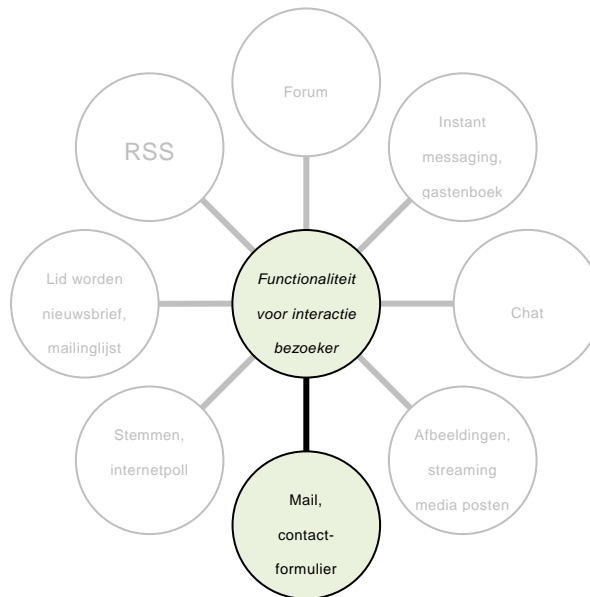 Forum
Instant
messaging,
gastenboek
RSS
Lid worden
nieuwsbrief,
mailinglijst
Functionaliteit
voor interactie
bezoeker
Chat
Stemmen,
internetpoll
Afbeeldingen,
streaming
media posten
Mail,
contact-
formulier